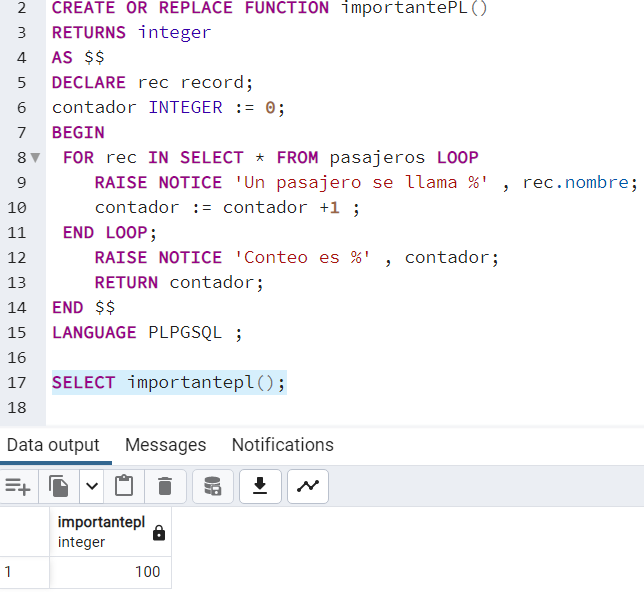 2 CREATE OR REPLACE FUNCTION importantePL()
3 RETURNS integer
4 AS $$
5 DECLARE rec record;
6 contador INTEGER := 0;
7 BEGIN
8 FOR rec IN SELECT * FROM pasajeros LOOP
9 RAISE NOTICE 'Un pasajero se llama %' , rec.nombre;
10 contador := contador +1 ;
11 END LOOP;
12 RAISE NOTICE 'Conteo es %' , contador;
13 RETURN contador;
14 END $$
15 LANGUAGE PLPGSQL ;
16
17 SELECT importantepl();
18
Data output Messages Notifications
importantepl
integer
1 100